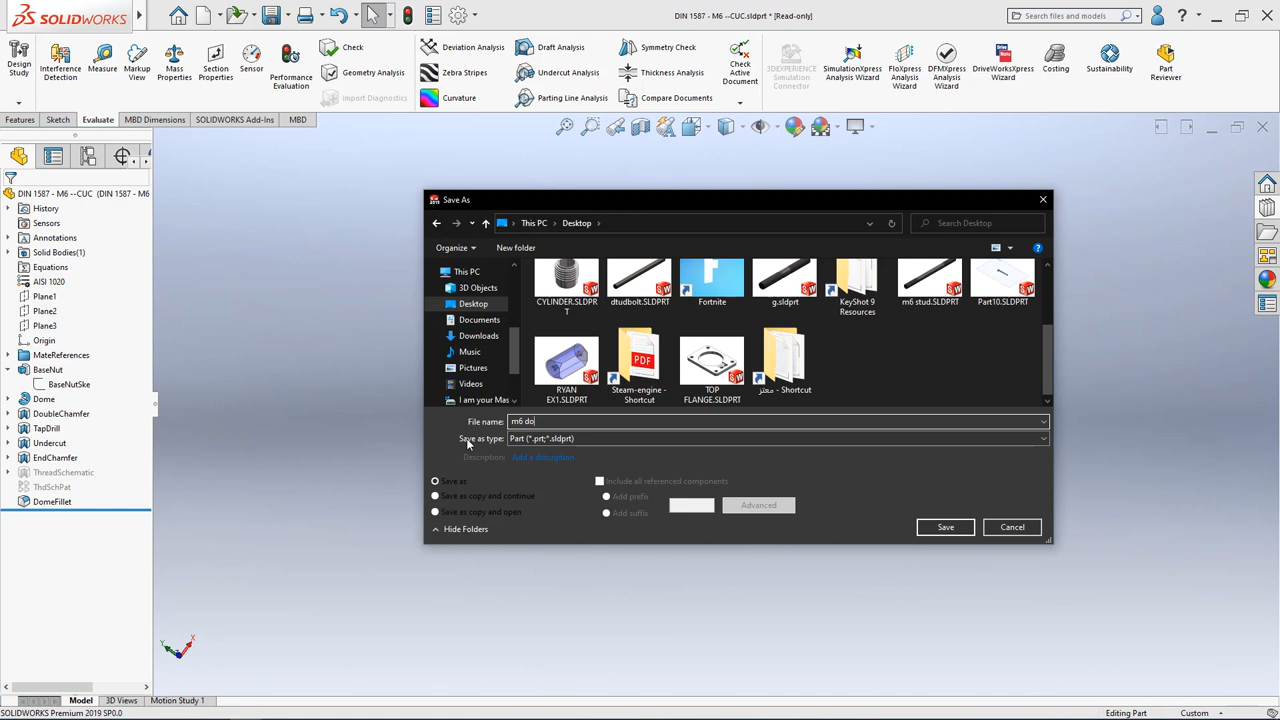 SOLIDWORKS
DIN 1587 - M6 --CUC.sldprt * [Read-only]
Search files and models
Design Study
Interference Detection
Measure
Markup View
Mass Properties
Section Properties
Sensor
Performance Evaluation
Check
Geometry Analysis
Import Diagnostics
Deviation Analysis
Zebra Stripes
Curvature
Draft Analysis
Undercut Analysis
Parting Line Analysis
Symmetry Check
Thickness Analysis
Compare Documents
Check Active Document
3DEXPERIENCE Simulation Connector
SimulationXpress Analysis Wizard
FloXpress Analysis Wizard
DFMXpress Analysis Wizard
DriveWorksXpress Wizard
Costing
Sustainability
Part Reviewer
Features
Sketch
Evaluate
MBD Dimensions
SOLIDWORKS Add-Ins
MBD
DIN 1587 - M6 --CUC (DIN 1587 - M6
History
Sensors
Annotations
Solid Bodies(1)
Equations
AISI 1020
Plane1
Plane2
Plane3
Origin
MateReferences
BaseNut
BaseNutSke
Dome
DoubleChamfer
TapDrill
Undercut
EndChamfer
ThreadSchematic
ThdSchPat
DomeFillet
Save As
This PC
Desktop
Search Desktop
Organize
New folder
This PC
3D Objects
Desktop
Documents
Downloads
Music
Pictures
Videos
I am your Mas
CYLINDER.SLDPR
T
dtudbolt.SLDPRT
Fortnite
g.sldprt
KeyShot 9
Resources
m6 stud.SLDPRT
Part10.SLDPRT
RYAN
EX1.SLDPRT
PDF
Steam-engine -
Shortcut
TOP
FLANGE.SLDPRT
معتز - Shortcut
File name: m6 do
Save as type: Part (*.prt;*.sldprt)
Description: Add a description
Save as
Save as copy and continue
Save as copy and open
Include all referenced components
Add prefix
Add suffix
Advanced
Hide Folders
Save
Cancel
Model
3D Views
Motion Study 1
SOLIDWORKS Premium 2019 SP0.0
Editing Part
Custom